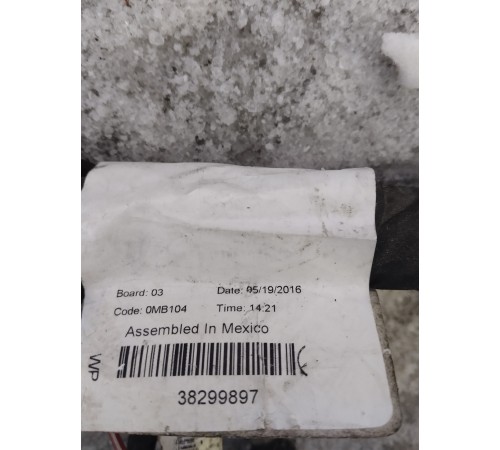 Board: 03 Date: 05/19/2016
Code: 0MB104 Time: 14:21
Assembled In Mexico
WP
38299897